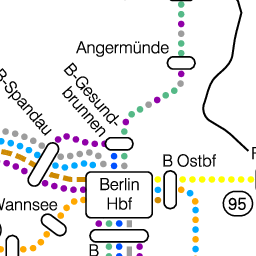 Angermünde
B-Spandau
B-Gesund-
brunnen
B Ostbf
Berlin
Hbf
Wannsee
95
B
F